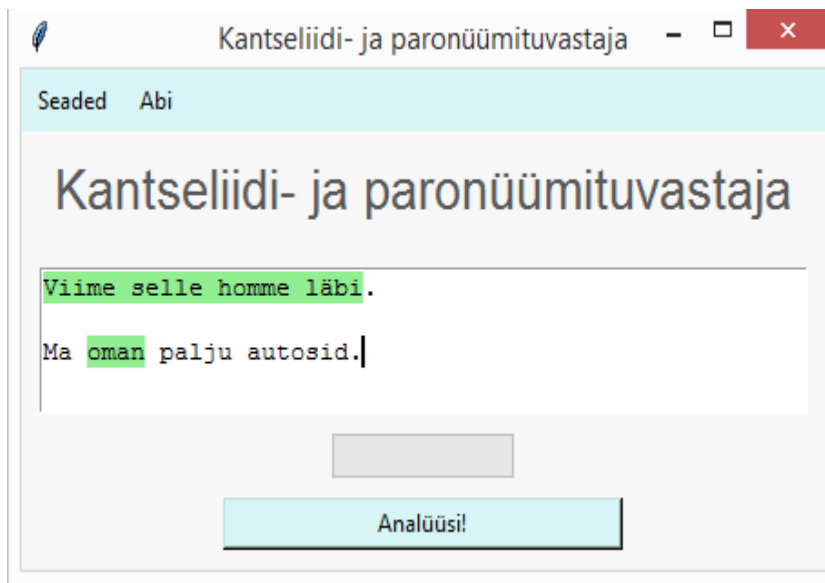 Kantseliidi- ja paronüümituvastaja
Seaded Abi
Kantseliidi- ja paronüümituvastaja
Viime selle homme läbi.
Ma oman palju autosid.
Analüüsi!